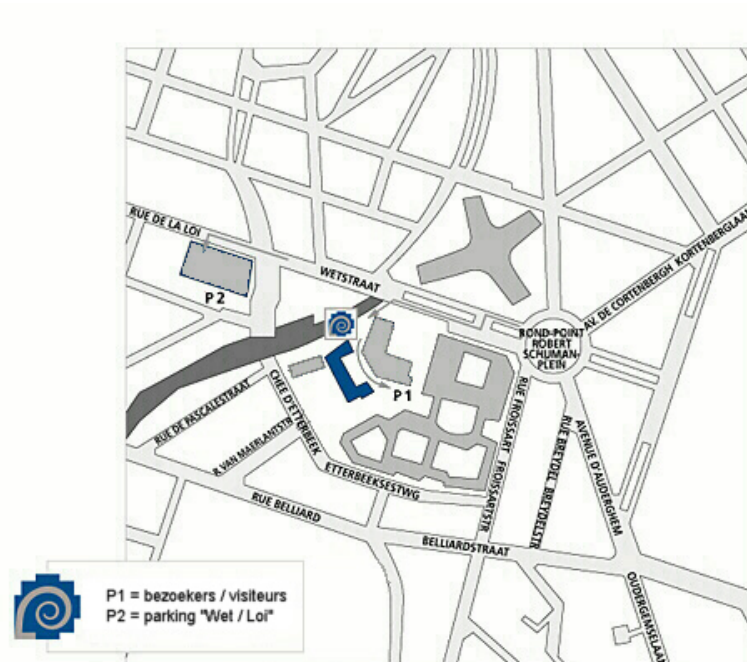 RUE DE LA LOI
WETSTRAAT
P2
AV. DE CORTENBERGH KORTENBERGLAAN
ROND-POINT
ROBERT
SCHUMAN-
PLEIN
P1
RUE DE PASCALESTRAAT
CHEE D'ETTERBEEK
R VAN MAERLANTSTR
ETTERBEEKSESTWG
RUE FROISSART FROISSARTSTR
RUE BREYDEL BREYDELSTR
AVENUE D'AUDERGHEM
RUE BELLIARD
BELLIARDSTRAAT
OUDERGEMSELAAN
P1 = bezoekers / visiteurs
P2 = parking "Wet / Loi"